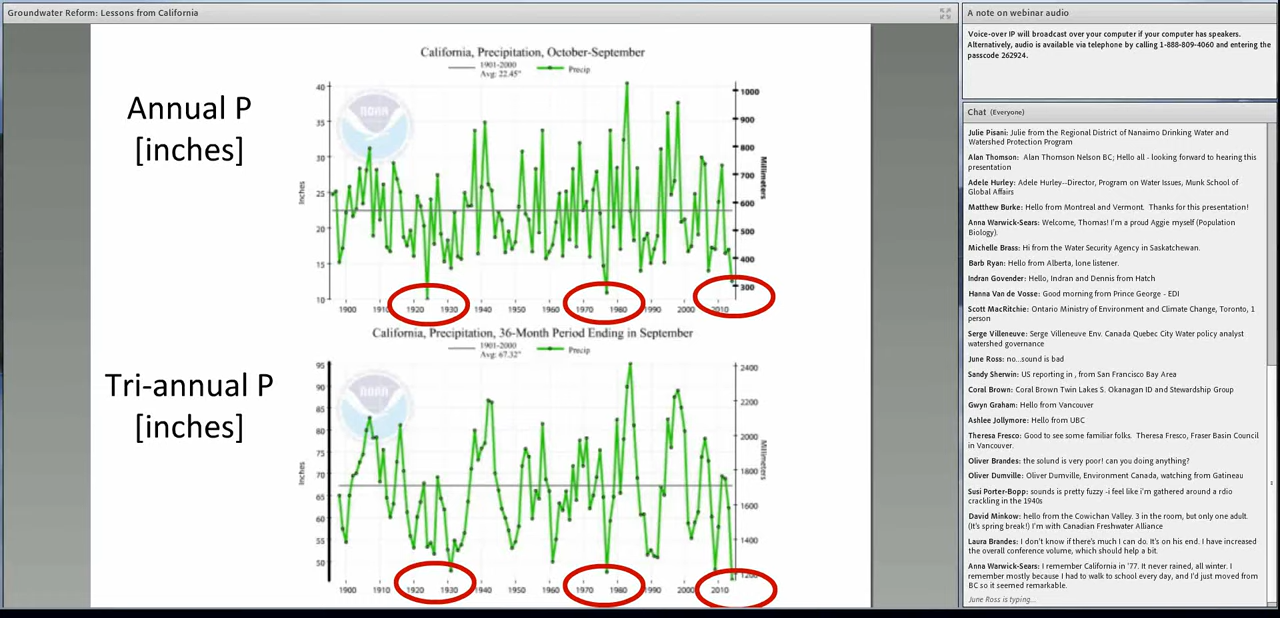 Groundwater Reform: Lessons from California
Annual P
[inches]
California, Precipitation, October-September
1901-2000
Avg: 22.45"
Precip
NOAA
40
35
30
25
20
15
10
Inches
1000
900
800
700
600
500
400
300
Millimeters
1900
1910
1920
1930
1940
1950
1960
1970
1980
1990
2000
2010
Tri-annual P
[inches]
California, Precipitation, 36-Month Period Ending in September
1901-2000
Avg: 67.32"
Precip
NOAA
95
90
85
80
75
70
65
60
55
50
Inches
2400
2200
2000
1800
1600
1400
1200
Millimeters
1900
1910
1920
1930
1940
1950
1960
1970
1980
1990
2000
2010
A note on webinar audio
Voice-over IP will broadcast over your computer if your computer has speakers.
Alternatively, audio is available via telephone by calling 1-888-809-4060 and entering the
passcode 262924.
Chat (Everyone)
Julie Pisani: Julie from the Regional District of Nanaimo Drinking Water and
Watershed Protection Program
Alan Thomson: Alan Thomson Nelson BC; Hello all - looking forward to hearing this
presentation
Adele Hurley: Adele Hurley--Director, Program on Water Issues, Munk School of
Global Affairs
Matthew Burke: Hello from Montreal and Vermont. Thanks for this presentation!
Anna Warwick-Sears: Welcome, Thomas! I'm a proud Aggie myself (Population
Biology).
Michelle Brass: Hi from the Water Security Agency in Saskatchewan.
Barb Ryan: Hello from Alberta, lone listener.
Indran Govender: Hello, Indran and Dennis from Hatch
Hanna Van de Vosse: Good morning from Prince George - EDI
Scott MacRitchie: Ontario Ministry of Environment and Climate Change, Toronto, 1
person
Serge Villeneuve: Serge Villeneuve Env. Canada Quebec City Water policy analyst
watershed governance
June Ross: no...sound is bad
Sandy Sherwin: US reporting in , from San Francisco Bay Area
Coral Brown: Coral Brown Twin Lakes S. Okanagan ID and Stewardship Group
Gwyn Graham: Hello from Vancouver
Ashlee Jollymore: Hello from UBC
Theresa Fresco: Good to see some familiar folks. Theresa Fresco, Fraser Basin Council
in Vancouver.
Oliver Brandes: the solund is very poor! can you doing anything?
Oliver Dumville: Oliver Dumville, Environment Canada, watching from Gatineau
Susi Porter-Bopp: sounds is pretty fuzzy -i feel like i'm gathered around a rdio
crackling in the 1940s
David Minkow: hello from the Cowichan Valley. 3 in the room, but only one adult.
(It's spring break!) I'm with Canadian Freshwater Alliance
Laura Brandes: I don't know if there's much I can do. It's on his end. I have increased
the overall conference volume, which should help a bit.
Anna Warwick-Sears: I remember California in '77. It never rained, all winter. I
remember mostly because I had to walk to school every day, and I'd just moved from
BC so it seemed remarkable.
June Ross is typing...